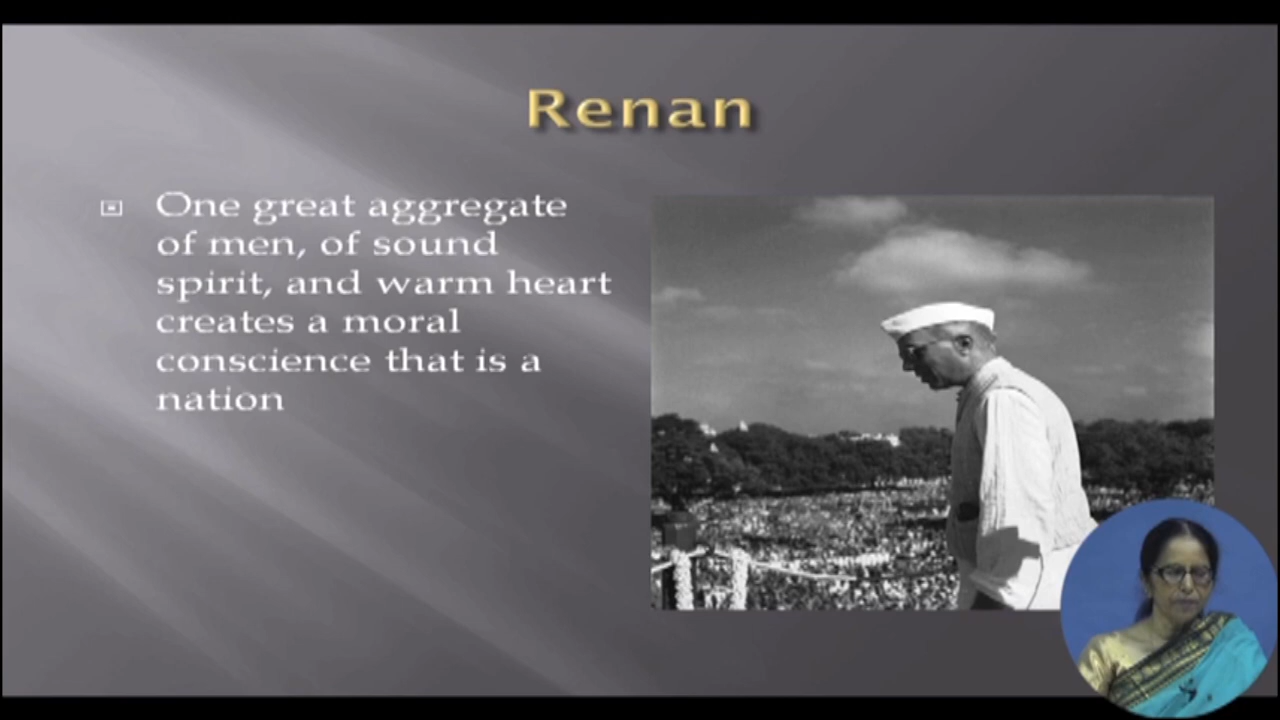 Renan
One great aggregate
of men, of sound
spirit, and warm heart
creates a moral
conscience that is a
nation